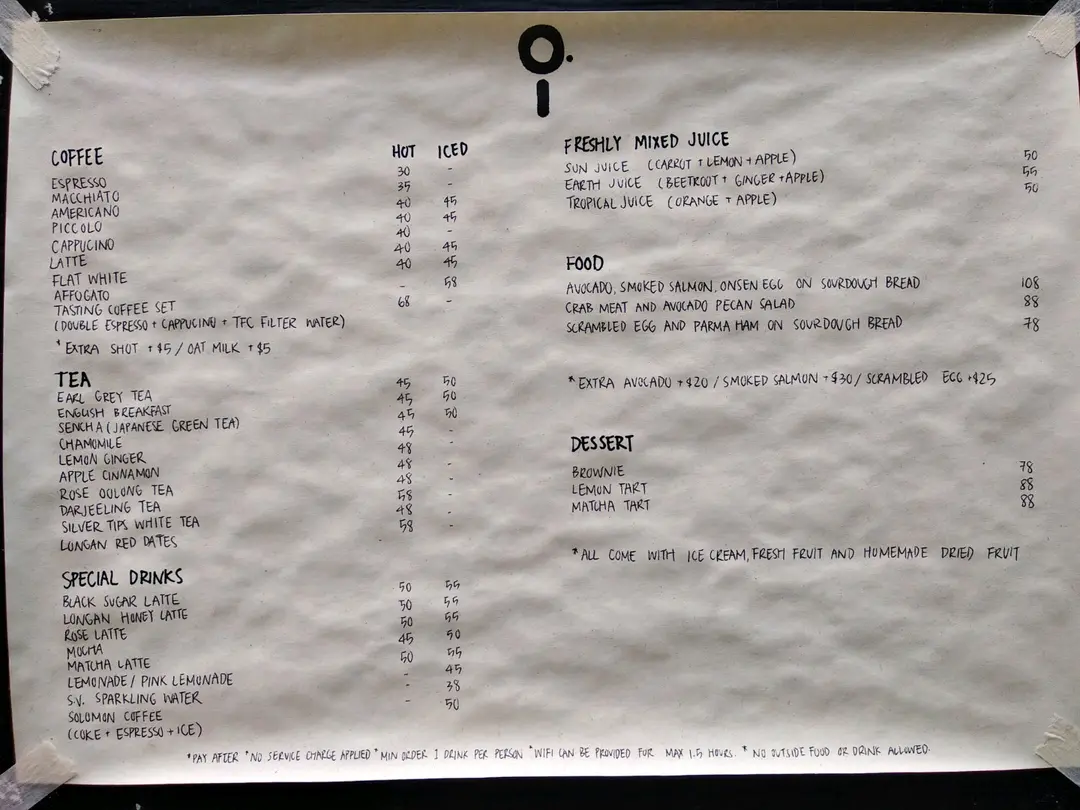 O.
I
COFFEE HOT ICED
ESPRESSO 30 -
MACCHIATO 35 -
AMERICANO 40 45
PICCOLO 40 45
CAPPUCINO 40 -
LATTE 40 45
FLAT WHITE 40 45
AFFOGATO - 58
TASTING COFFEE SET 68 -
(DOUBLE ESPRESSO + CAPPUCINO + TFC FILTER WATER)
* EXTRA SHOT +$5 / OAT MILK +$5
TEA
EARL GREY TEA 45 50
ENGLISH BREAKFAST 45 50
SENCHA (JAPANESE GREEN TEA) 45 50
CHAMOMILE 45 -
LEMON GINGER 48 -
APPLE CINNAMON 48 -
ROSE OOLONG TEA 48 -
DARJEELING TEA 58 -
SILVER TIPS WHITE TEA 48 -
LONGAN RED DATES 58 -
SPECIAL DRINKS
BLACK SUGAR LATTE 50 55
LONGAN HONEY LATTE 50 55
ROSE LATTE 50 55
MOCHA 45 50
MATCHA LATTE 50 55
LEMONADE / PINK LEMONADE - 45
S.V. SPARKLING WATER - 38
SOLOMON COFFEE - 50
(COKE + ESPRESSO + ICE)
FRESHLY MIXED JUICE
SUN JUICE (CARROT + LEMON + APPLE) 50
EARTH JUICE (BEETROOT + GINGER + APPLE) 55
TROPICAL JUICE (ORANGE + APPLE) 50
FOOD
AVOCADO, SMOKED SALMON, ONSEN EGG ON SOURDOUGH BREAD 108
CRAB MEAT AND AVOCADO PECAN SALAD 88
SCRAMBLED EGG AND PARMA HAM ON SOURDOUGH BREAD 78
* EXTRA AVOCADO +$20 / SMOKED SALMON +$30 / SCRAMBLED EGG +$25
DESSERT
BROWNIE 78
LEMON TART 88
MATCHA TART 88
* ALL COME WITH ICE CREAM, FRESH FRUIT AND HOMEMADE DRIED FRUIT
*PAY AFTER *NO SERVICE CHARGE APPLIED *MIN ORDER 1 DRINK PER PERSON *WIFI CAN BE PROVIDED FOR MAX 1.5 HOURS. * NO OUTSIDE FOOD OR DRINK ALLOWED.